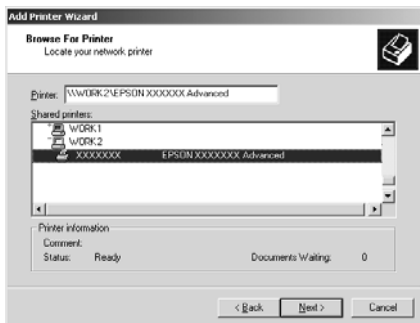 Add Printer Wizard
Browse For Printer
Locate your network printer
Printer: \\WORK2\EPSON XXXXXX Advanced
Shared printers:
WORK1
WORK2
XXXXXXX EPSON XXXXXXX Advanced
Printer information
Comment:
Status: Ready Documents Waiting: 0
< Back Next > Cancel